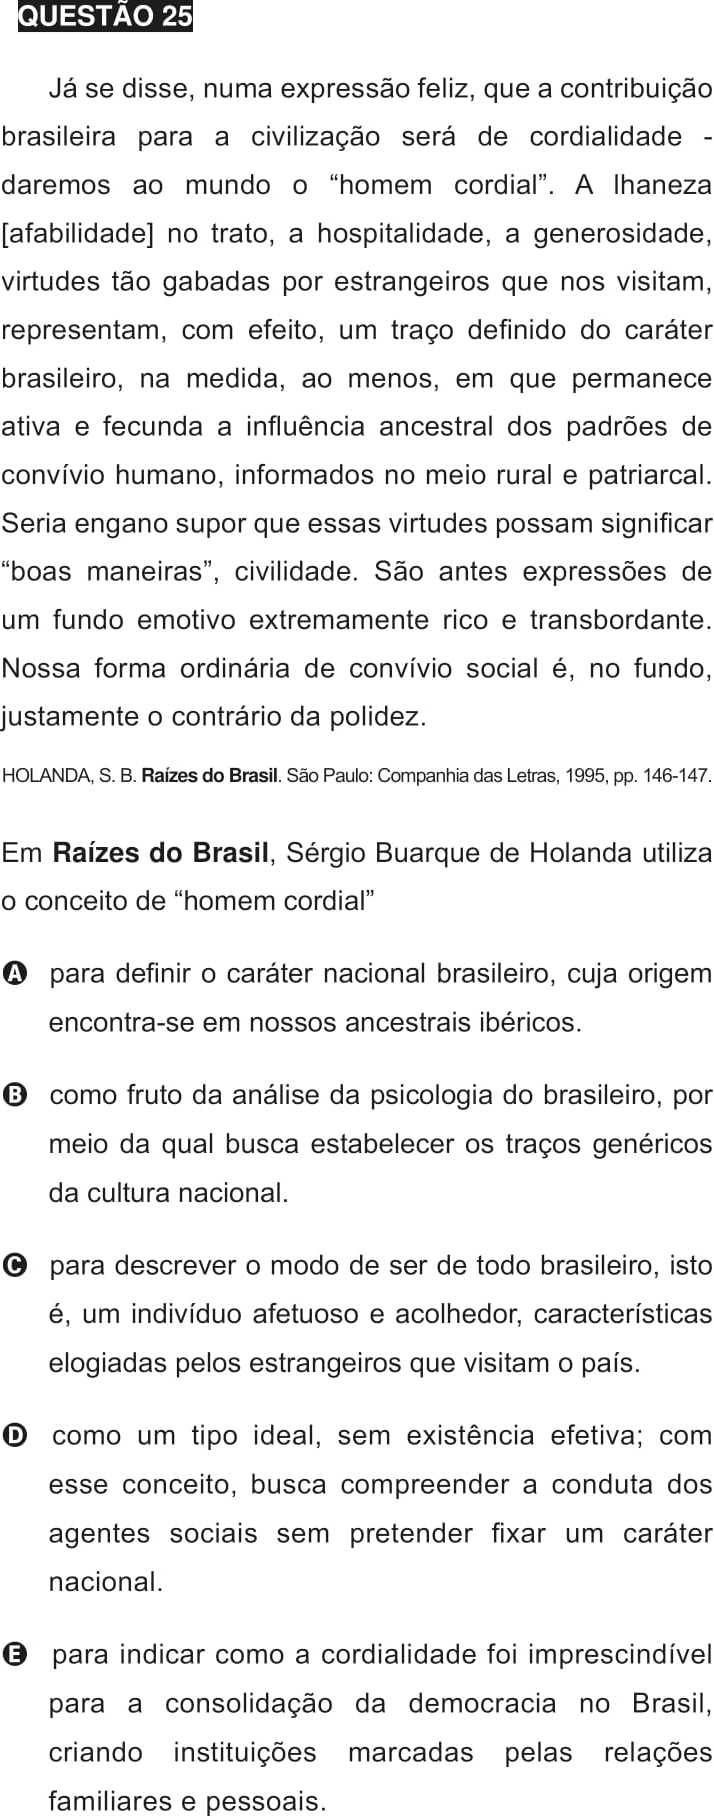 QUESTÃO 25
Já se disse, numa expressão feliz, que a contribuição
brasileira para a civilização será de cordialidade -
daremos ao mundo o “homem cordial”. A lhaneza
[afabilidade] no trato, a hospitalidade, a generosidade,
virtudes tão gabadas por estrangeiros que nos visitam,
representam, com efeito, um traço definido do caráter
brasileiro, na medida, ao menos, em que permanece
ativa e fecunda a influência ancestral dos padrões de
convívio humano, informados no meio rural e patriarcal.
Seria engano supor que essas virtudes possam significar
“boas maneiras”, civilidade. São antes expressões de
um fundo emotivo extremamente rico e transbordante.
Nossa forma ordinária de convívio social é, no fundo,
justamente o contrário da polidez.
HOLANDA, S. B. Raízes do Brasil. São Paulo: Companhia das Letras, 1995, pp. 146-147.
Em Raízes do Brasil, Sérgio Buarque de Holanda utiliza
o conceito de “homem cordial”
A para definir o caráter nacional brasileiro, cuja origem
encontra-se em nossos ancestrais ibéricos.
B como fruto da análise da psicologia do brasileiro, por
meio da qual busca estabelecer os traços genéricos
da cultura nacional.
C para descrever o modo de ser de todo brasileiro, isto
é, um indivíduo afetuoso e acolhedor, características
elogiadas pelos estrangeiros que visitam o país.
D como um tipo ideal, sem existência efetiva; com
esse conceito, busca compreender a conduta dos
agentes sociais sem pretender fixar um caráter
nacional.
E para indicar como a cordialidade foi imprescindível
para a consolidação da democracia no Brasil,
criando instituições marcadas pelas relações
familiares e pessoais.